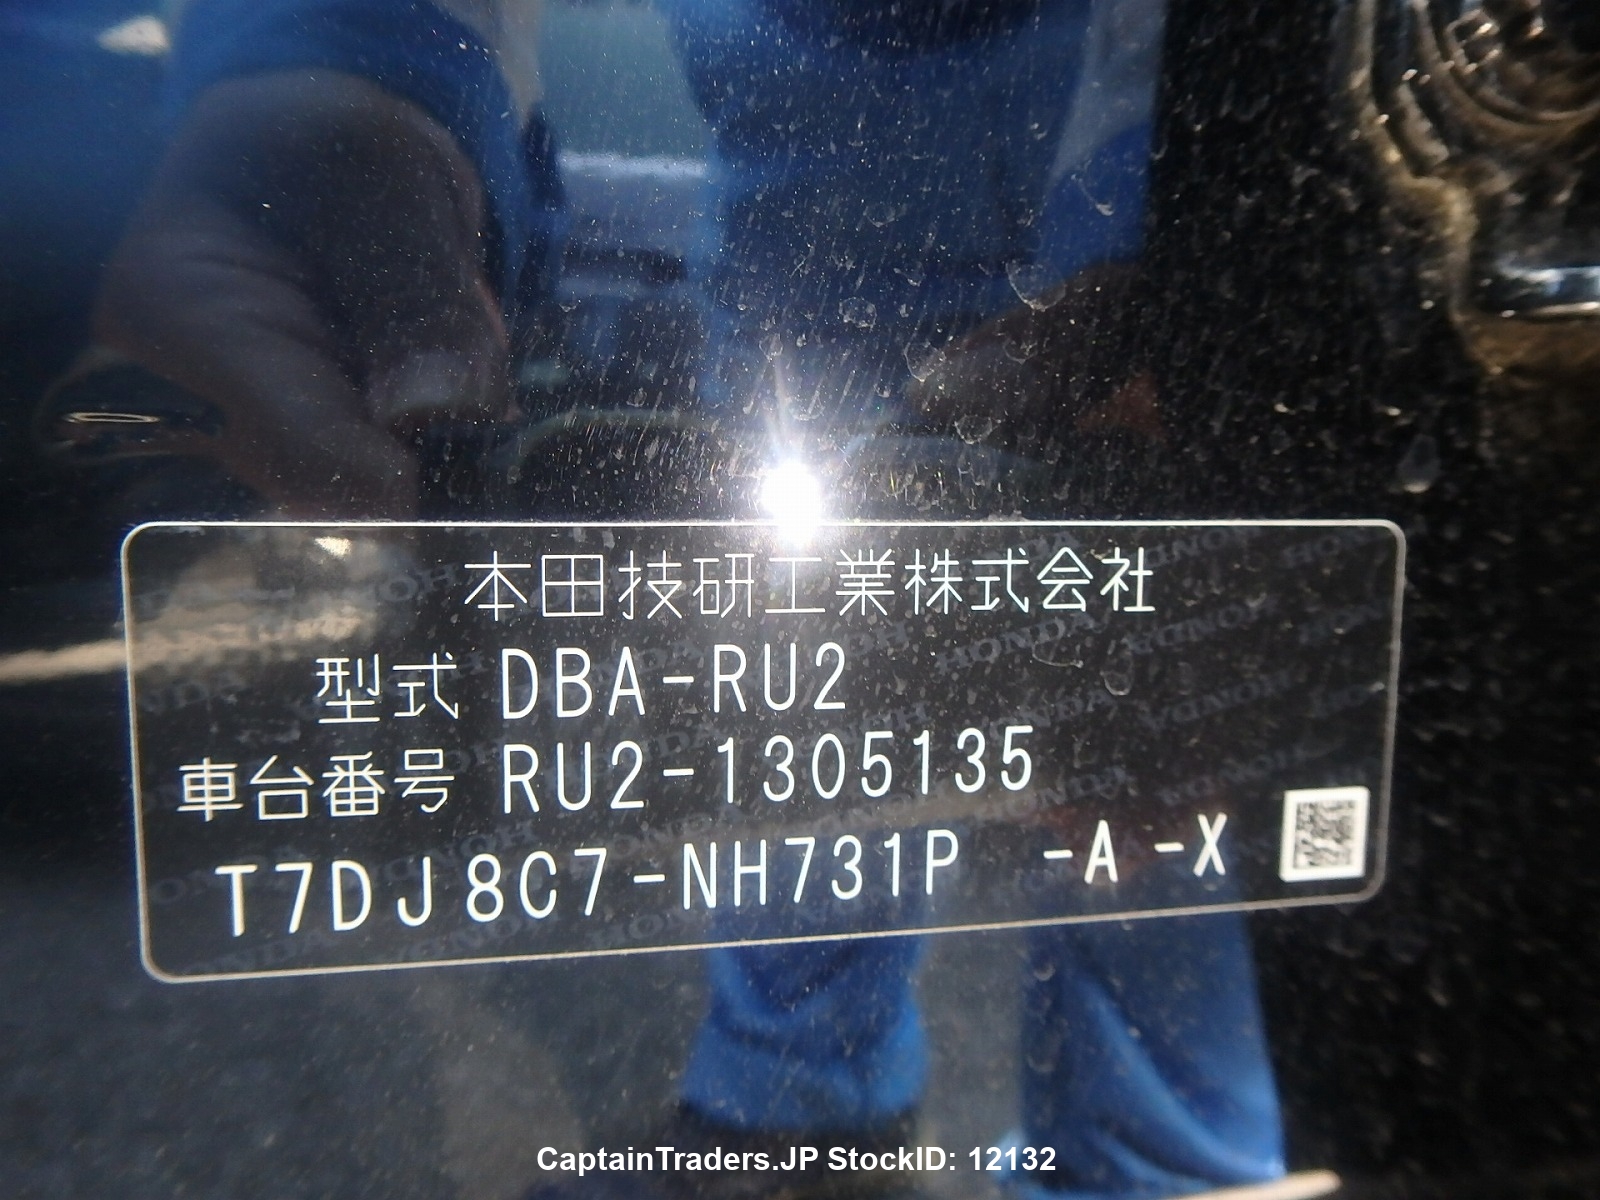 本田技研工業株式会社
型式 DBA-RU2
車台番号 RU2-1305135
T7DJ8C7-NH731P -A -X
CaptainTraders.JP StockID: 12132